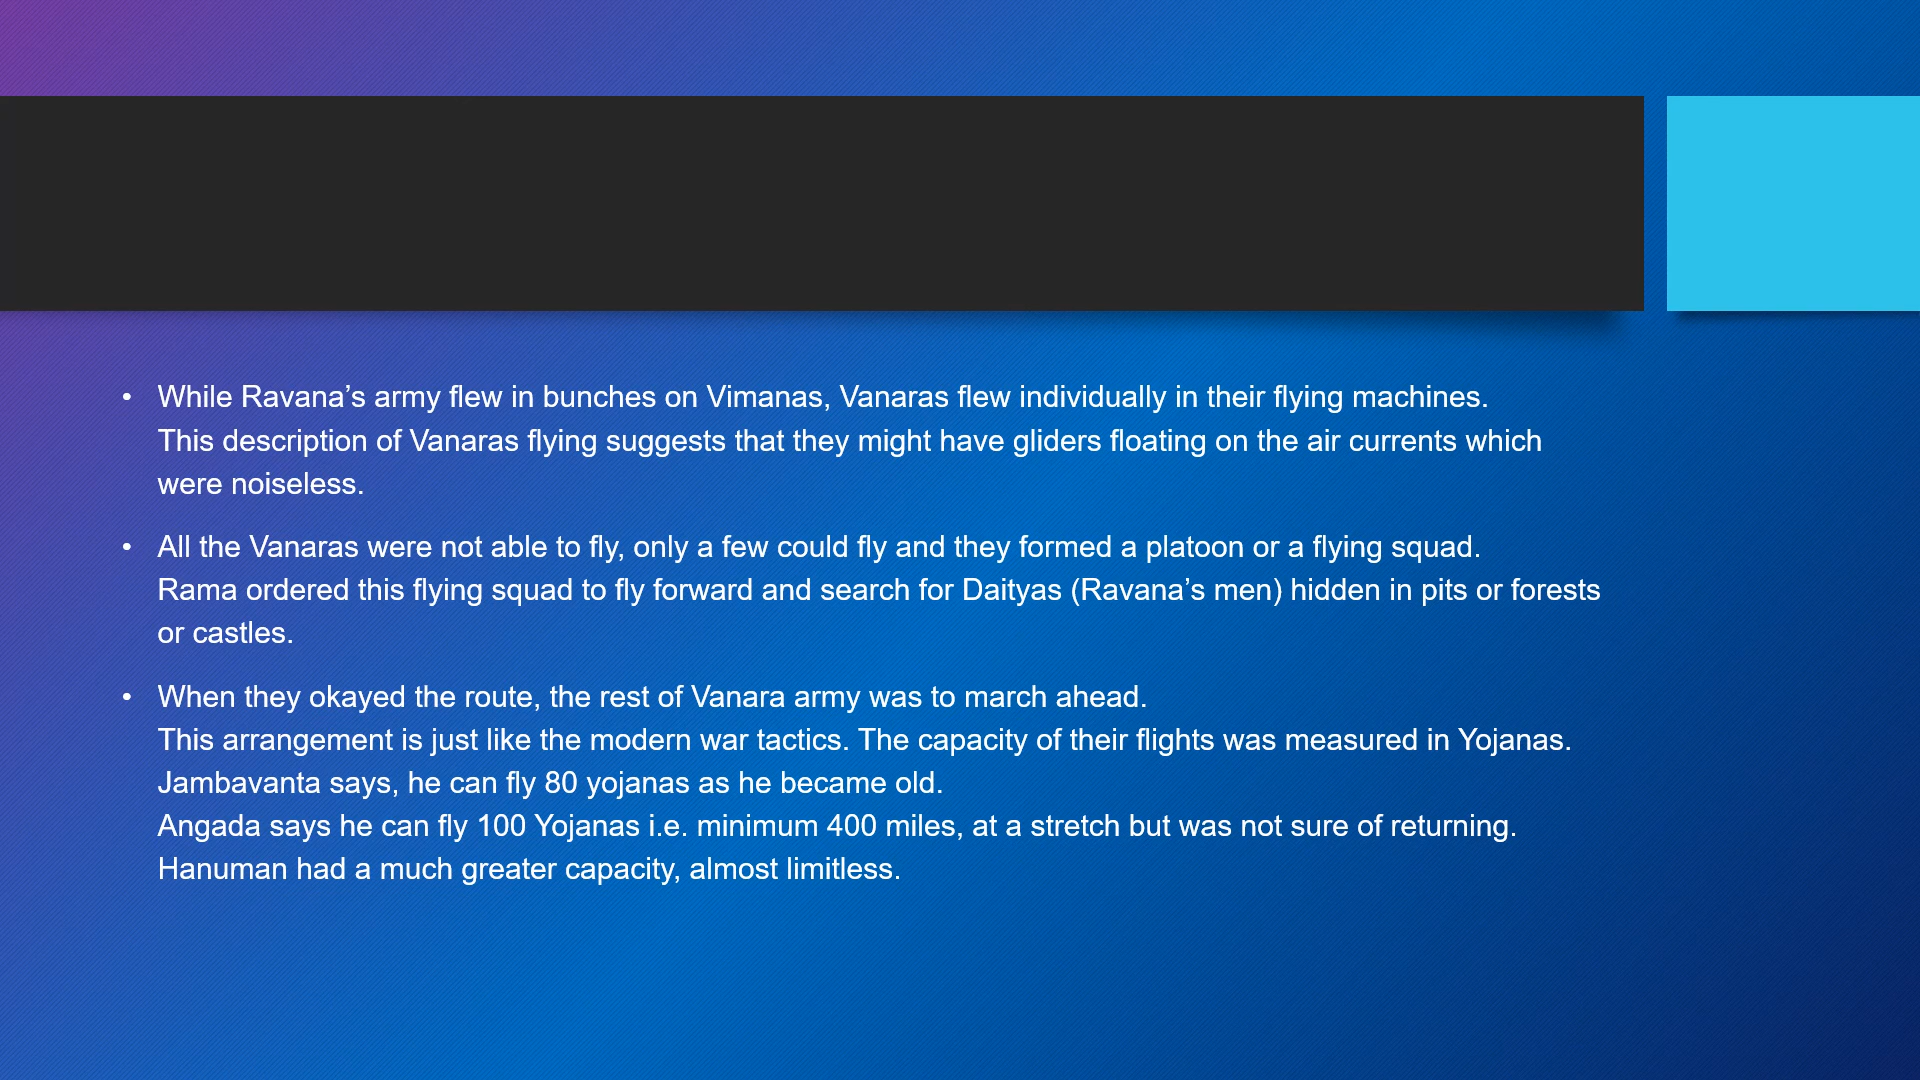 • While Ravana’s army flew in bunches on Vimanas, Vanaras flew individually in their flying machines.
This description of Vanaras flying suggests that they might have gliders floating on the air currents which
were noiseless.
• All the Vanaras were not able to fly, only a few could fly and they formed a platoon or a flying squad.
Rama ordered this flying squad to fly forward and search for Daityas (Ravana’s men) hidden in pits or forests
or castles.
• When they okayed the route, the rest of Vanara army was to march ahead.
This arrangement is just like the modern war tactics. The capacity of their flights was measured in Yojanas.
Jambavanta says, he can fly 80 yojanas as he became old.
Angada says he can fly 100 Yojanas i.e. minimum 400 miles, at a stretch but was not sure of returning.
Hanuman had a much greater capacity, almost limitless.